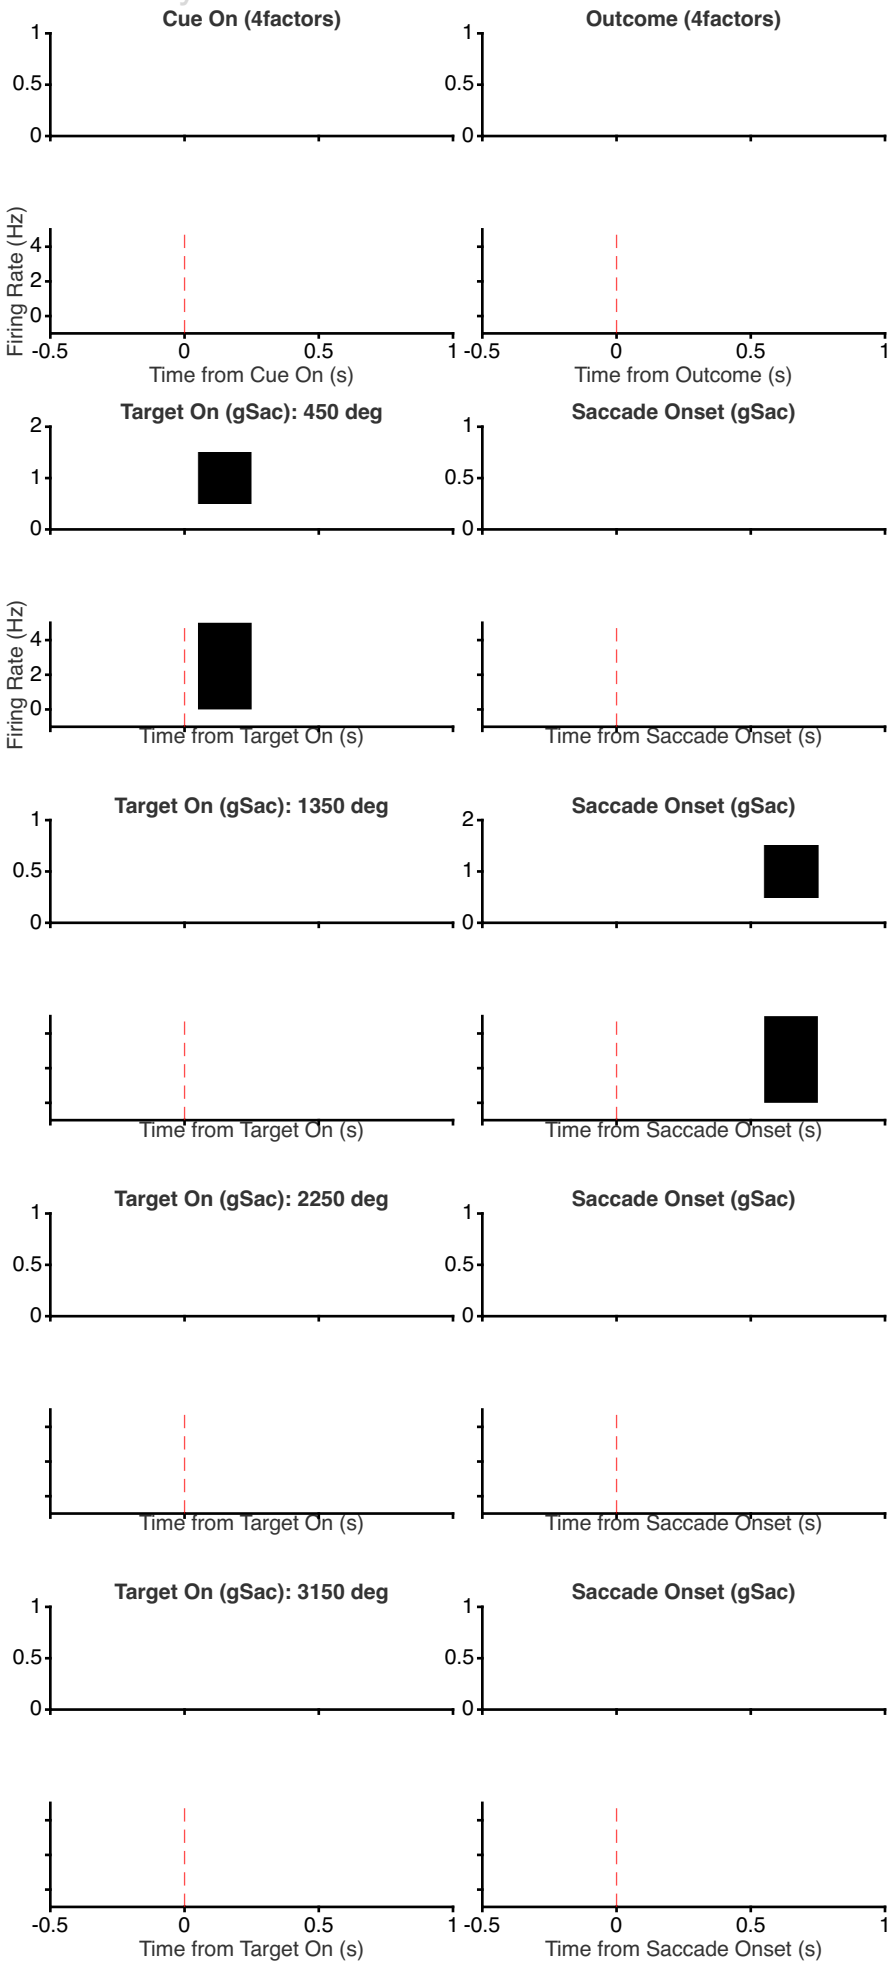 Cue On (4factors) Outcome (4factors)
1 1
0.5 0.5
0 0
Firing Rate (Hz)
4
2
0
-0.5 0 0.5 1 -0.5 0 0.5 1
Time from Cue On (s) Time from Outcome (s)
Target On (gSac): 450 deg Saccade Onset (gSac)
2 1
1 0.5
0 0
Firing Rate (Hz)
4
2
0
Time from Target On (s) Time from Saccade Onset (s)
Target On (gSac): 1350 deg Saccade Onset (gSac)
1 2
0.5 1
0 0
Time from Target On (s) Time from Saccade Onset (s)
Target On (gSac): 2250 deg Saccade Onset (gSac)
1 1
0.5 0.5
0 0
Time from Target On (s) Time from Saccade Onset (s)
Target On (gSac): 3150 deg Saccade Onset (gSac)
1 1
0.5 0.5
0 0
-0.5 0 0.5 1 -0.5 0 0.5 1
Time from Target On (s) Time from Saccade Onset (s)